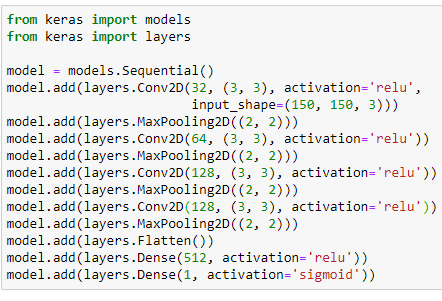 from keras import models
from keras import layers

model = models.Sequential()
model.add(layers.Conv2D(32, (3, 3), activation='relu',
                        input_shape=(150, 150, 3)))
model.add(layers.MaxPooling2D((2, 2)))
model.add(layers.Conv2D(64, (3, 3), activation='relu'))
model.add(layers.MaxPooling2D((2, 2)))
model.add(layers.Conv2D(128, (3, 3), activation='relu'))
model.add(layers.MaxPooling2D((2, 2)))
model.add(layers.Conv2D(128, (3, 3), activation='relu'))
model.add(layers.MaxPooling2D((2, 2)))
model.add(layers.Flatten())
model.add(layers.Dense(512, activation='relu'))
model.add(layers.Dense(1, activation='sigmoid'))